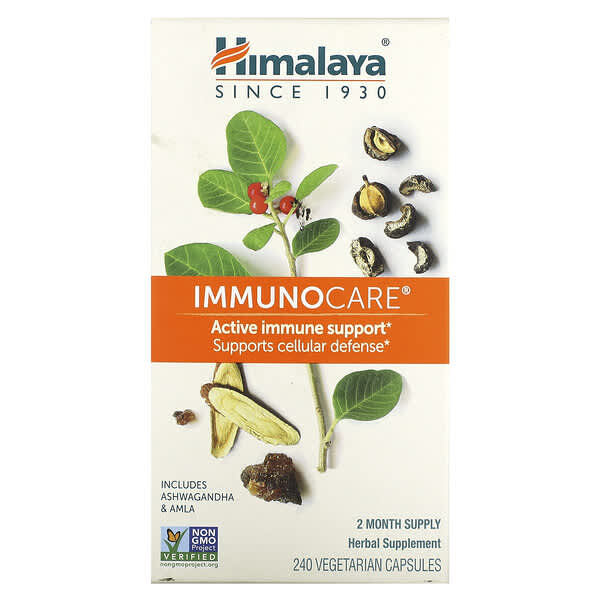 Himalaya®
SINCE 1930
IMMUNOCARE®
Active immune support*
Supports cellular defense*
INCLUDES
ASHWAGANDHA
& AMLA
NON
GMO
Project
VERIFIED
nongmoproject.org
2 MONTH SUPPLY
Herbal Supplement
240 VEGETARIAN CAPSULES